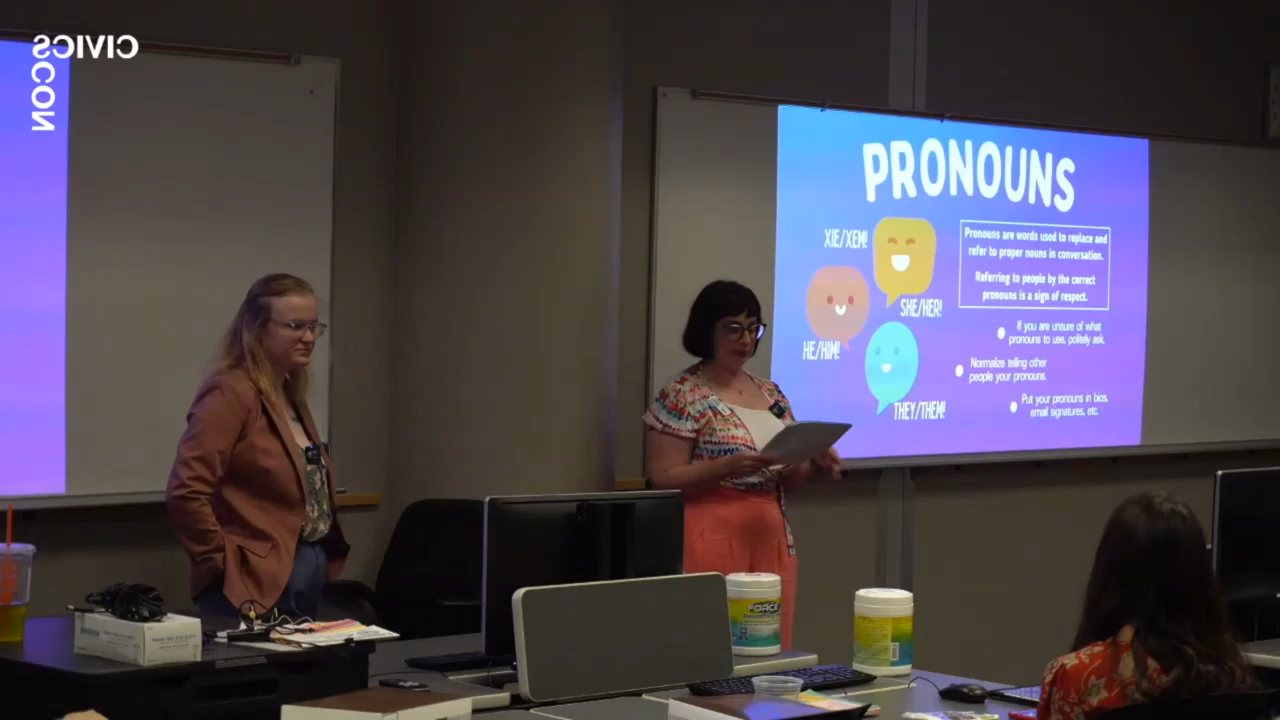 CIVICS
CON
PRONOUNS
XIE/XEM!
SHE/HER!
HE/HIM!
THEY/THEM!
Pronouns are words used to replace and
refer to proper nouns in conversation.
Referring to people by the correct
pronouns is a sign of respect.
If you are unsure of what
pronouns to use, politely ask.
Normalize telling other
people your pronouns.
Put your pronouns in bios,
email signatures, etc.
FORCE